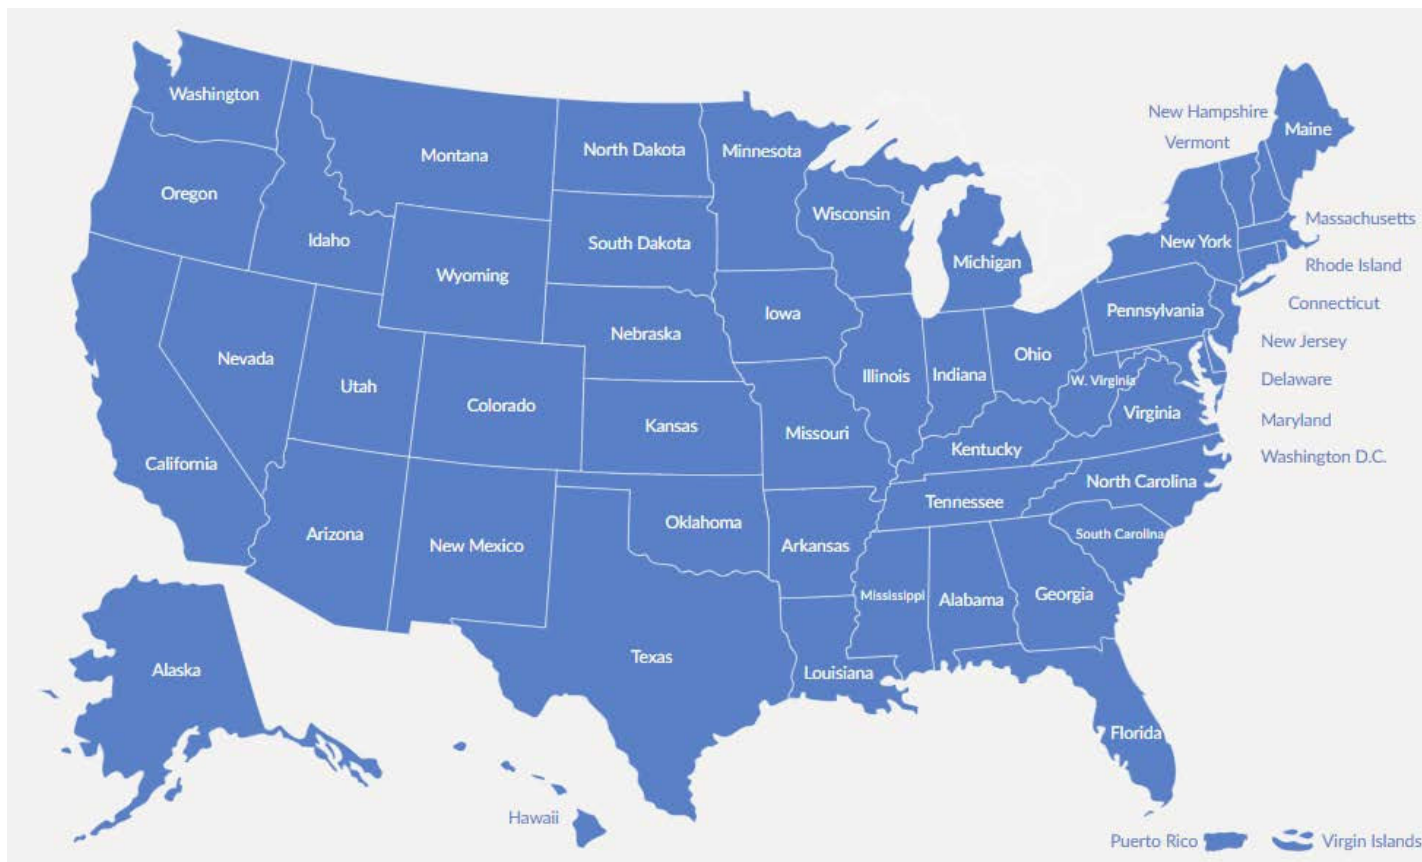 Washington
New Hampshire
Maine
Vermont
Montana
North Dakota
Minnesota
Oregon
Wisconsin
Massachusetts
Idaho
South Dakota
New York
Michigan
Rhode Island
Wyoming
Connecticut
Pennsylvania
Iowa
Nebraska
New Jersey
Ohio
Nevada
Utah
Illinois
Indiana
W. Virginia
Delaware
Colorado
Virginia
Kansas
Maryland
Missouri
Kentucky
Washington D.C.
California
North Carolina
Tennessee
Oklahoma
Arizona
South Carolina
New Mexico
Arkansas
Mississippi
Alabama
Georgia
Texas
Alaska
Louisiana
Florida
Hawaii
Puerto Rico
Virgin Islands